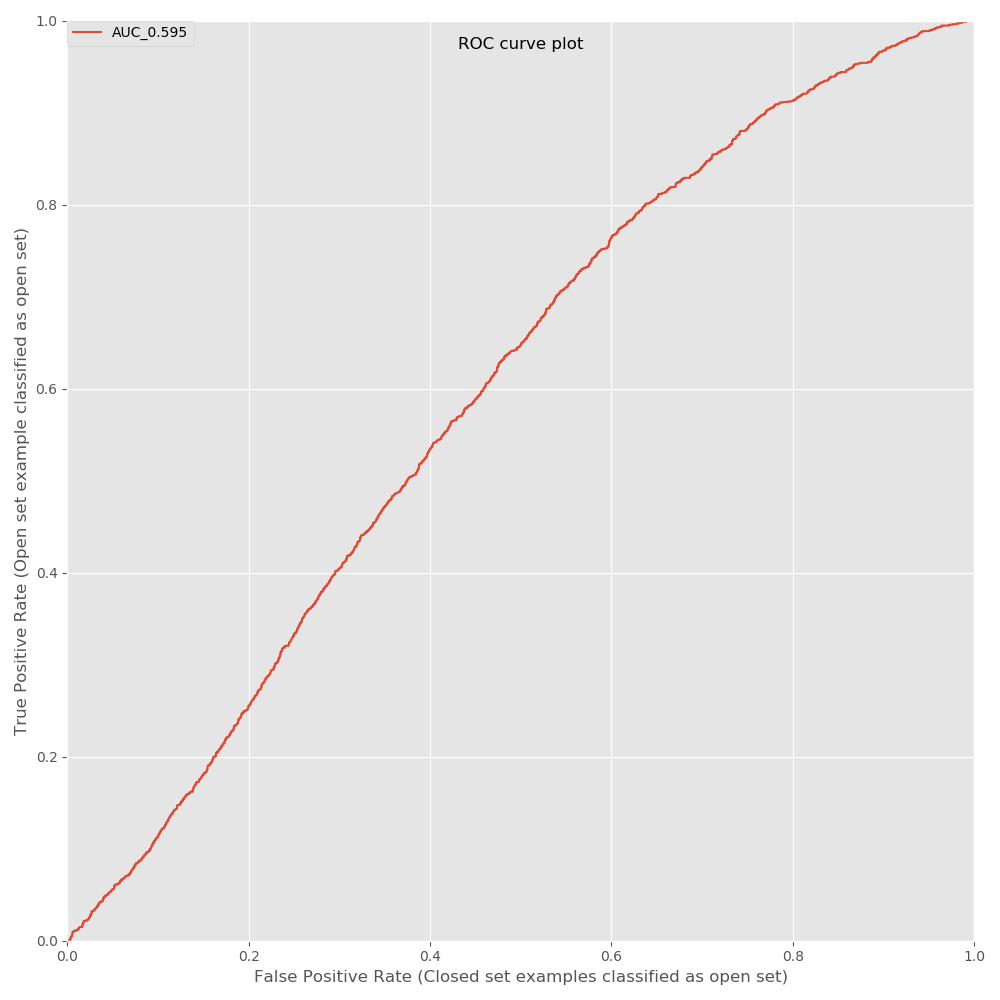 AUC_0.595
ROC curve plot
1.0
0.8
0.6
0.4
0.2
0.0
True Positive Rate (Open set example classified as open set)
0.0 0.2 0.4 0.6 0.8 1.0
False Positive Rate (Closed set examples classified as open set)